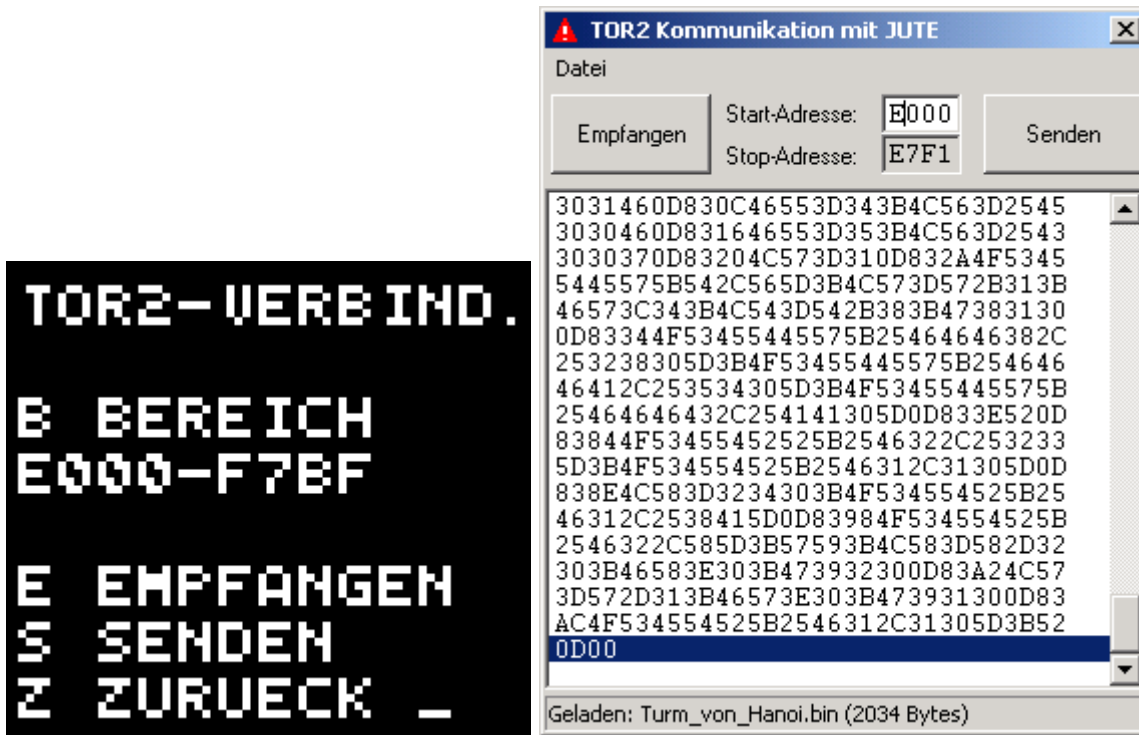 TOR2-VERBIND.
B BEREICH
E000-F7BF
E EMPFANGEN
S SENDEN
Z ZURUECK _
TOR2 Kommunikation mit JUTE
Datei
Empfangen
Start-Adresse: E000
Stop-Adresse: E7F1
Senden
3031460D830C46553D343B4C563D2545
3030460D831646553D353B4C563D2543
3030370D83204C573D310D832A4F5345
5445575B542C565D3B4C573D572B313B
46573C343B4C543D542B383B47383130
0D83344F53455445575B25464646382C
253238305D3B4F53455445575B254646
46412C253534305D3B4F53455445575B
25464646432C254141305D0D833E520D
83844F53455452525B2546322C253233
5D3B4F534554525B2546312C31305D0D
838E4C583D3234303B4F534554525B25
46312C2538415D0D83984F534554525B
2546322C585D3B57593B4C583D582D32
303B46583E303B473932300D83A24C57
3D572D313B46573E303B473931300D83
AC4F534554525B2546312C31305D3B52
0D00
Geladen: Turm_von_Hanoi.bin (2034 Bytes)